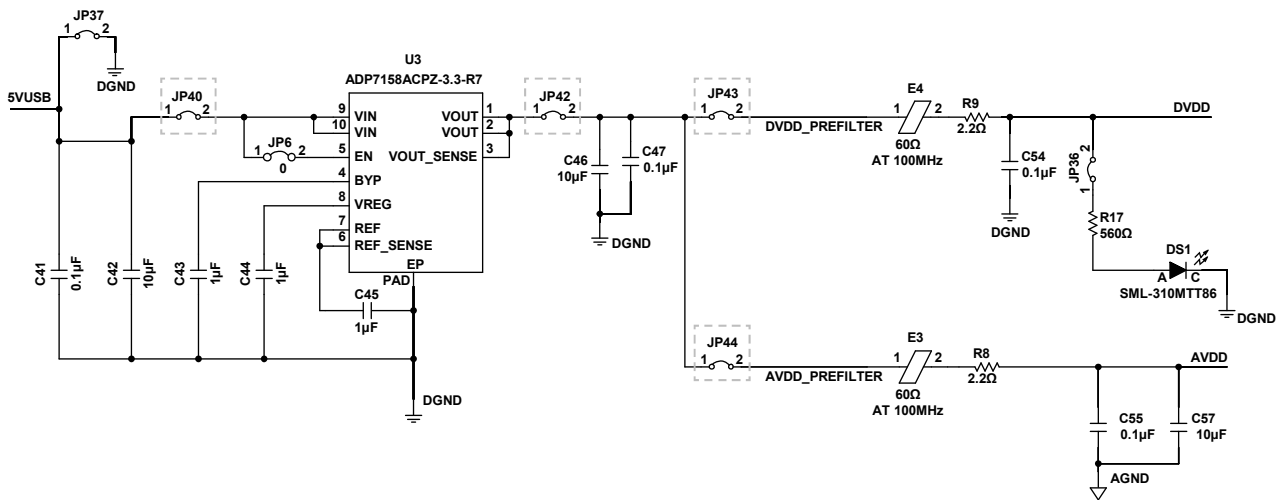 JP37
1 2
DGND
5VUSB
JP40
1 2
JP6
1 2
0
U3
ADP7158ACPZ-3.3-R7
9 VIN
10 VIN
5 EN
4 BYP
8 VREG
7 REF
6 REF_SENSE
VOUT 1
VOUT 2
VOUT_SENSE 3
EP
PAD
C41
0.1µF
C42
10µF
C43
1µF
C44
1µF
C45
1µF
DGND
JP42
1 2
C46
10µF
C47
0.1µF
DGND
JP43
1 2
DVDD_PREFILTER
E4
1 2
60Ω
AT 100MHz
R9
2.2Ω
C54
0.1µF
DGND
DVDD
JP36
1 2
R17
560Ω
DS1
A C
SML-310MTT86
DGND
JP44
1 2
AVDD_PREFILTER
E3
1 2
60Ω
AT 100MHz
R8
2.2Ω
AVDD
C55
0.1µF
C57
10µF
AGND